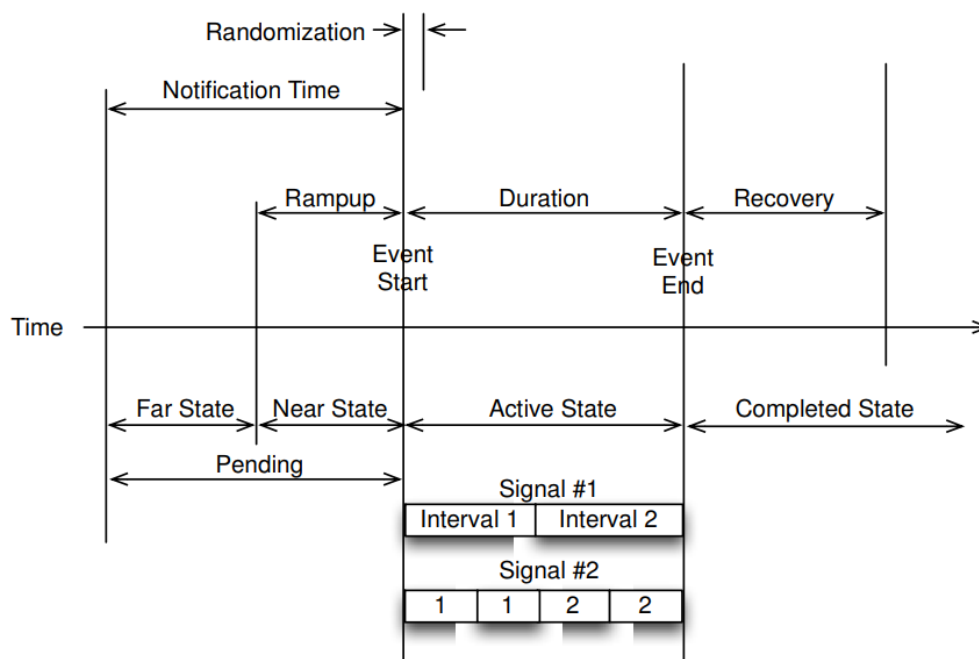 Randomization
Notification Time
Rampup
Duration
Recovery
Event
Start
Event
End
Time
Far State
Near State
Active State
Completed State
Pending
Signal #1
Interval 1
Interval 2
Signal #2
1
1
2
2